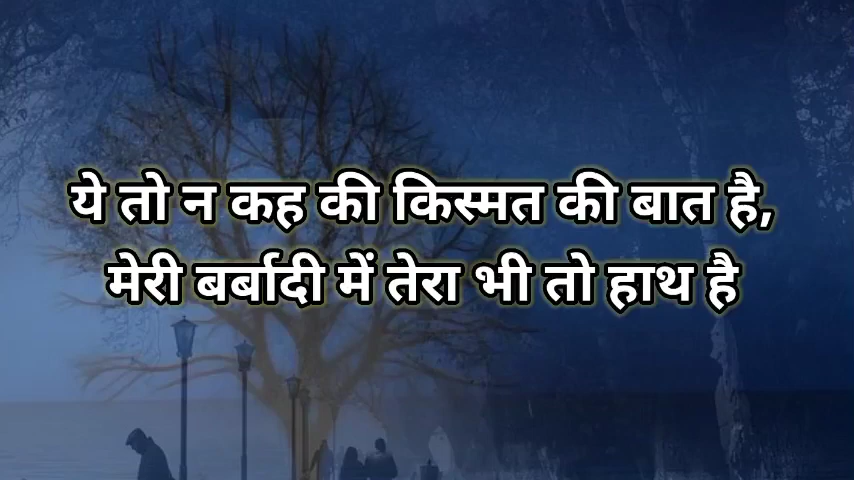 ये तो न कह की किस्मत की बात है,
मेरी बर्बादी में तेरा भी तो हाथ है